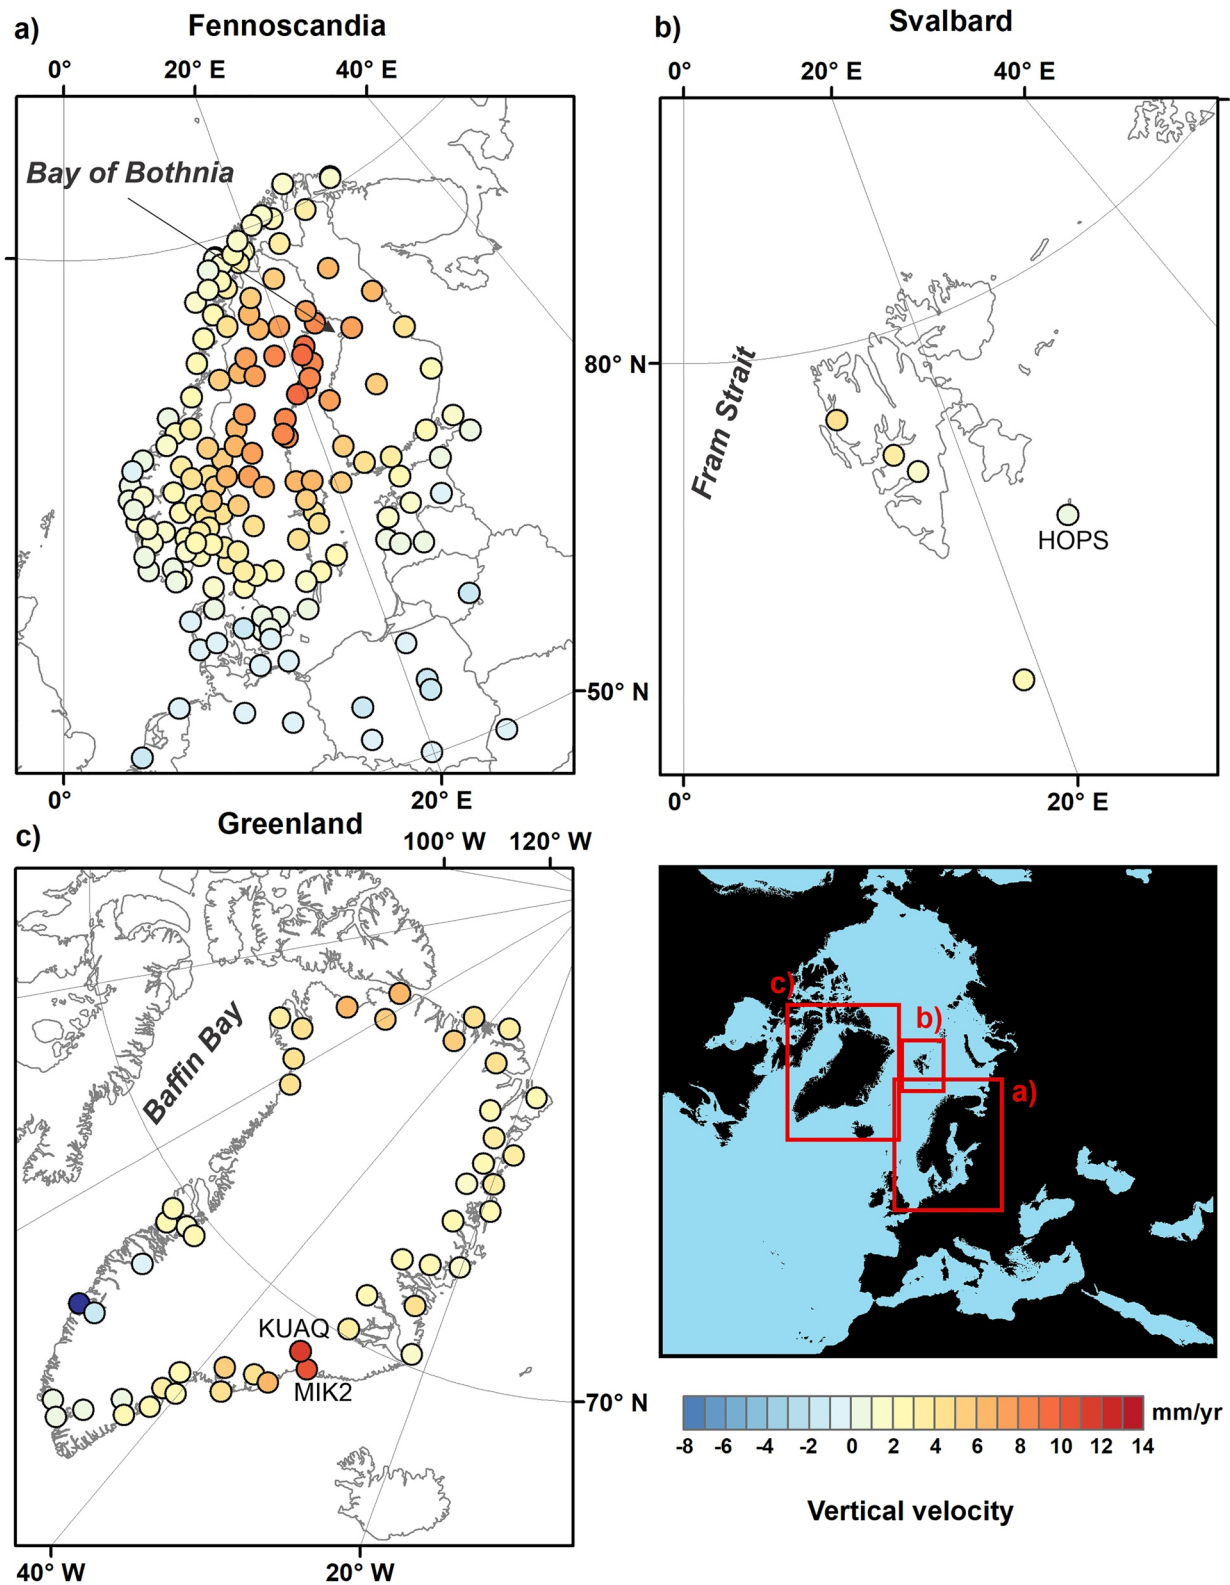 a)
Fennoscandia
0°
20° E
40° E
Bay of Bothnia
50° N
0°
20° E
b)
Svalbard
0°
20° E
40° E
80° N
Fram Strait
HOPS
0°
20° E
c)
Greenland
100° W
120° W
Baffin Bay
KUAQ
MIK2
70° N
40° W
20° W
c)
b)
a)
-8 -6 -4 -2 0 2 4 6 8 10 12 14
mm/yr
Vertical velocity